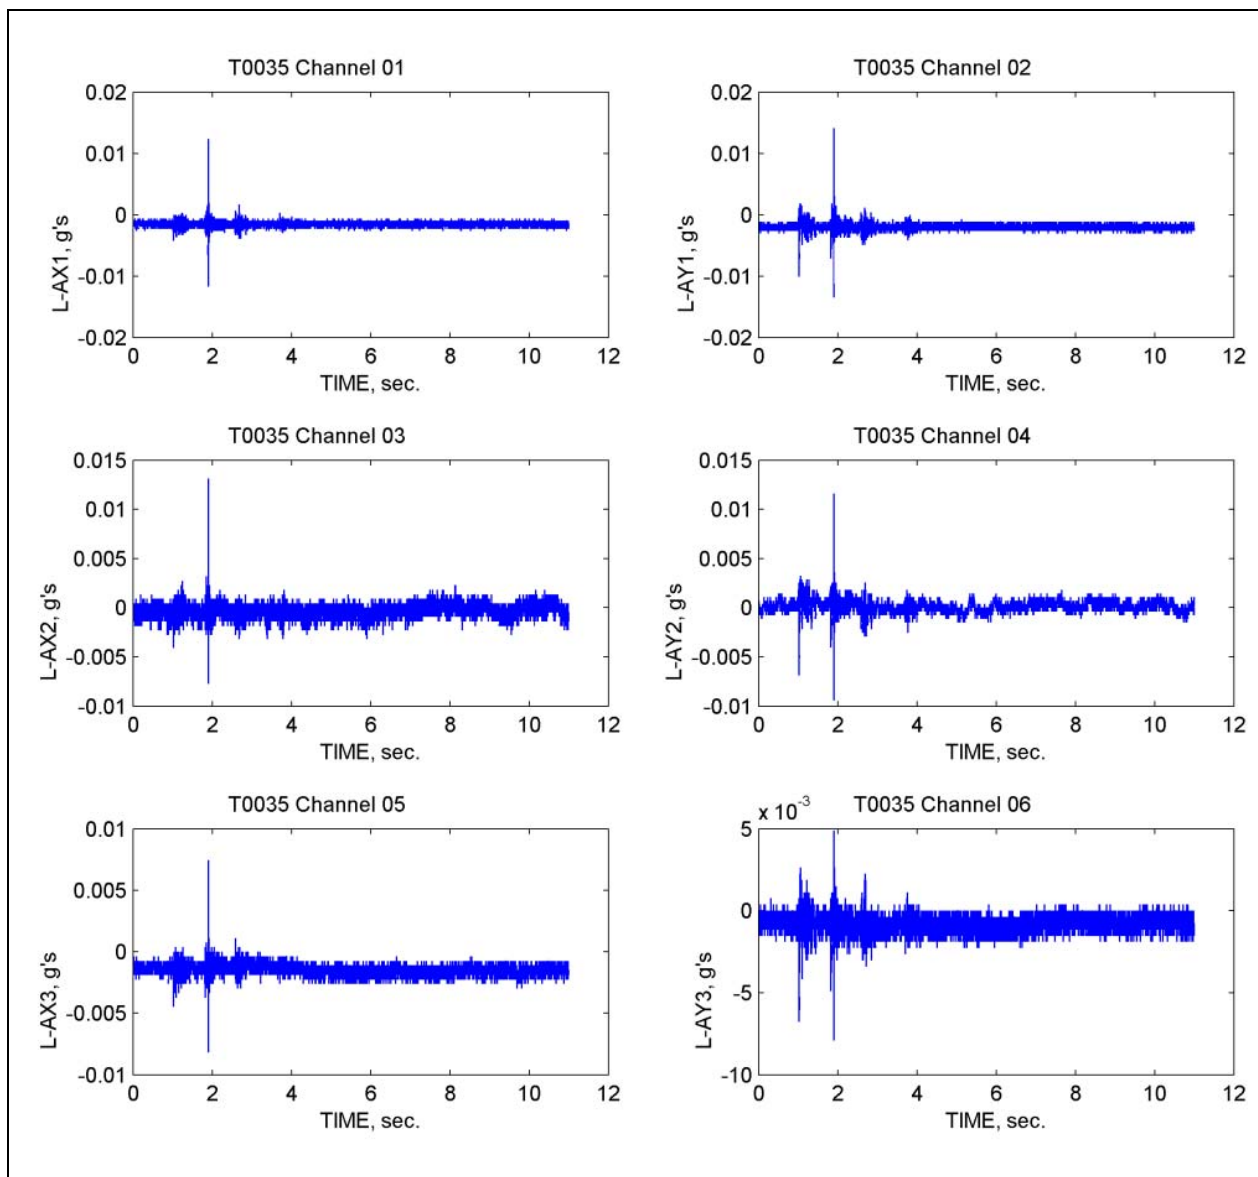 T0035 Channel 01
0.02
0.01
0
-0.01
-0.02
L-AX1, g's
0 2 4 6 8 10 12
TIME, sec.
T0035 Channel 02
0.02
0.01
0
-0.01
-0.02
L-AY1, g's
0 2 4 6 8 10 12
TIME, sec.
T0035 Channel 03
0.015
0.01
0.005
0
-0.005
-0.01
L-AX2, g's
0 2 4 6 8 10 12
TIME, sec.
T0035 Channel 04
0.015
0.01
0.005
0
-0.005
-0.01
L-AY2, g's
0 2 4 6 8 10 12
TIME, sec.
T0035 Channel 05
0.01
0.005
0
-0.005
-0.01
L-AX3, g's
0 2 4 6 8 10 12
TIME, sec.
x 10^-3
T0035 Channel 06
5
0
-5
-10
L-AY3, g's
0 2 4 6 8 10 12
TIME, sec.